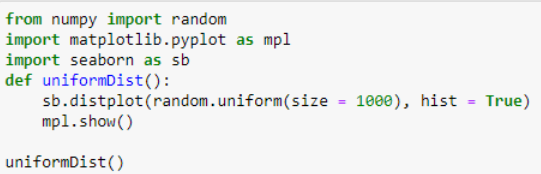 from numpy import random
import matplotlib.pyplot as mpl
import seaborn as sb
def uniformDist():
    sb.distplot(random.uniform(size = 1000), hist = True)
    mpl.show()

uniformDist()